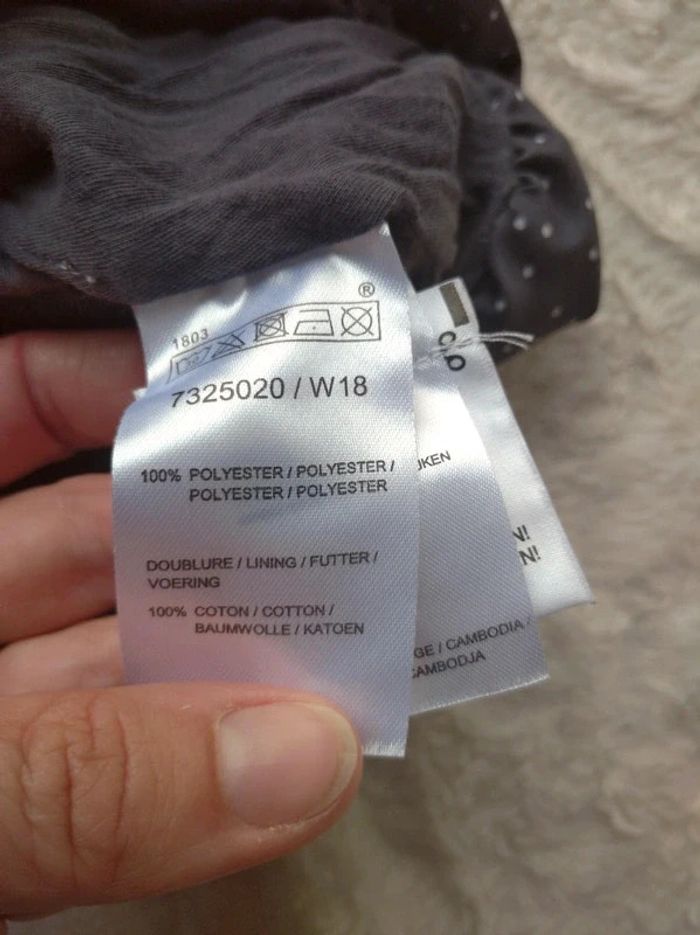 ®
1803
7325020 / W18
100% POLYESTER / POLYESTER /
POLYESTER / POLYESTER
DOUBLURE / LINING / FUTTER /
VOERING
100% COTON / COTTON /
BAUMWOLLE / KATOEN
JKEN
GE / CAMBODIA /
CAMBODJA
N!
N!